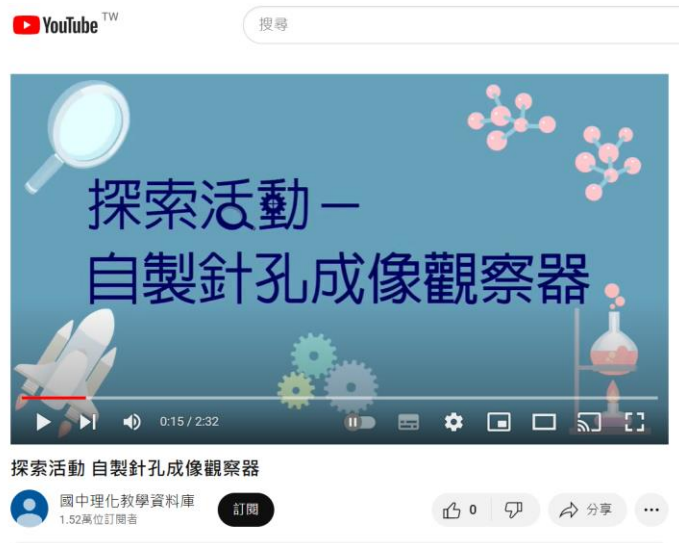 YouTube TW
搜尋
探索活動－
自製針孔成像觀察器
0:15 / 2:32
探索活動 自製針孔成像觀察器
國中理化教學資料庫
1.52萬位訂閱者
訂閱
0
分享